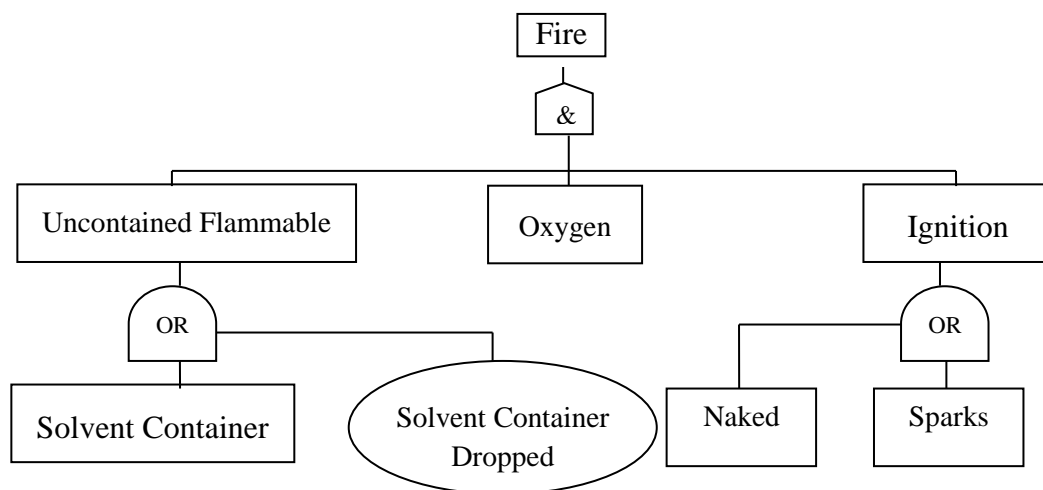 Fire
&
Uncontained Flammable
Oxygen
Ignition
OR
OR
Solvent Container
Solvent Container
Dropped
Naked
Sparks